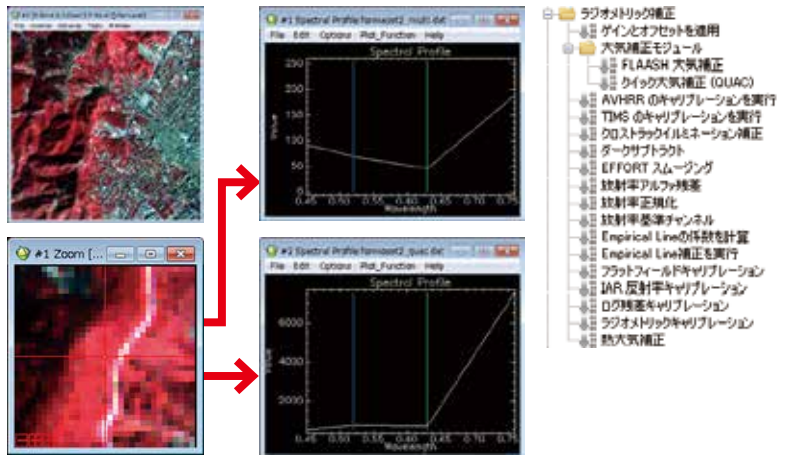 #1 Zoom [...
#1 Spectral Profile:formosat2_multi.dat
File Edit Options Plot_Function Help
Spectral Profile
Value
250
200
150
100
50
0
0.45 0.50 0.55 0.60 0.65 0.70 0.75
Wavelength
#2 Spectral Profile:formosat2_quac.dat
File Edit Options Plot_Function Help
Spectral Profile
Value
6000
4000
2000
0.45 0.50 0.55 0.60 0.65 0.70 0.75
Wavelength
ラジオメトリック補正
ゲインとオフセットを適用
大気補正モジュール
FLAASH 大気補正
クイック大気補正 (QUAC)
AVHRR のキャリブレーションを実行
TIMS のキャリブレーションを実行
クロストラックイルミネーション補正
ダークサブトラクト
EFFORT スムージング
放射率アルファ残差
放射率正規化
放射率基準チャンネル
Empirical Lineの係数を計算
Empirical Line補正を実行
フラットフィールドキャリブレーション
IAR 反射率キャリブレーション
ログ残差キャリブレーション
ラジオメトリックキャリブレーション
熱大気補正